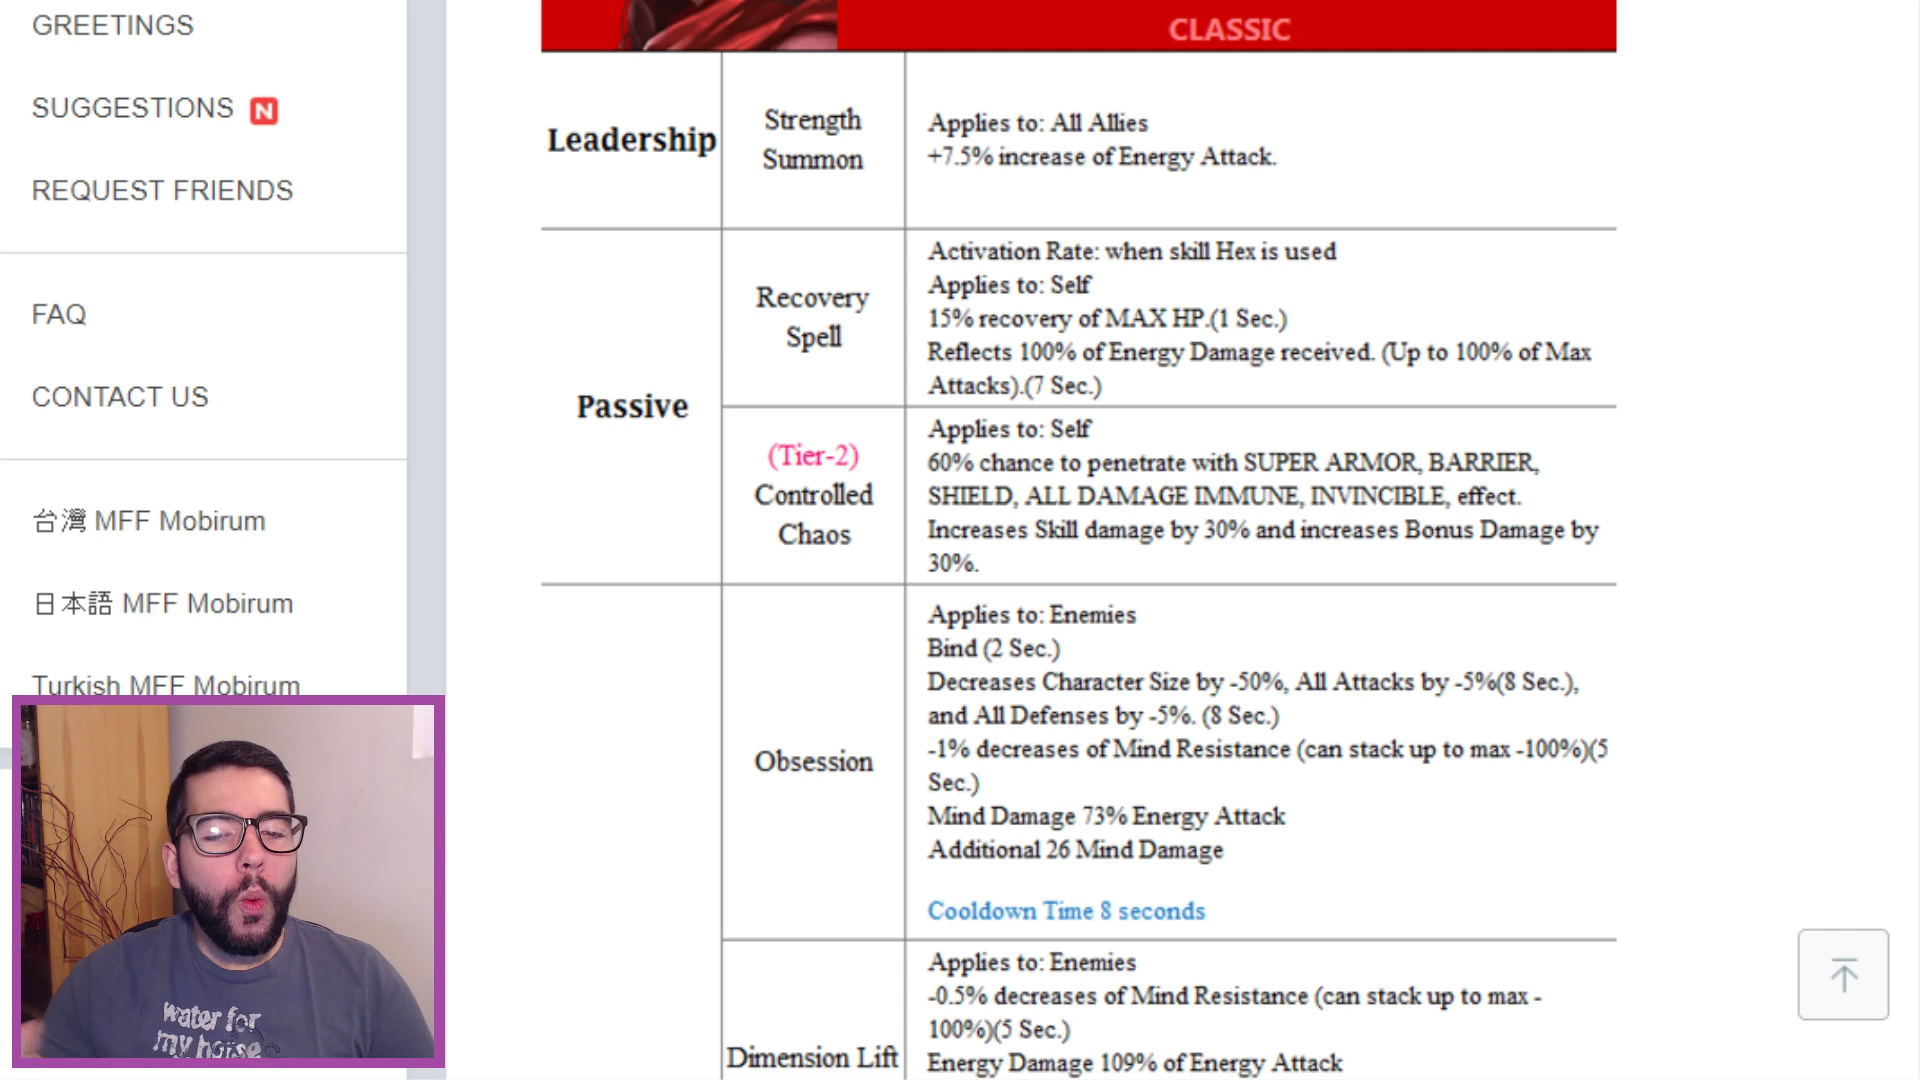 GREETINGS
SUGGESTIONS N
REQUEST FRIENDS
FAQ
CONTACT US
台灣 MFF Mobirum
日本語 MFF Mobirum
Turkish MFF Mobirum
water for
my horse
CLASSIC
Leadership
Strength
Summon
Applies to: All Allies
+7.5% increase of Energy Attack.
Passive
Recovery
Spell
Activation Rate: when skill Hex is used
Applies to: Self
15% recovery of MAX HP.(1 Sec.)
Reflects 100% of Energy Damage received. (Up to 100% of Max
Attacks).(7 Sec.)
(Tier-2)
Controlled
Chaos
Applies to: Self
60% chance to penetrate with SUPER ARMOR, BARRIER,
SHIELD, ALL DAMAGE IMMUNE, INVINCIBLE, effect.
Increases Skill damage by 30% and increases Bonus Damage by
30%.
Obsession
Applies to: Enemies
Bind (2 Sec.)
Decreases Character Size by -50%, All Attacks by -5%(8 Sec.),
and All Defenses by -5%. (8 Sec.)
-1% decreases of Mind Resistance (can stack up to max -100%)(5
Sec.)
Mind Damage 73% Energy Attack
Additional 26 Mind Damage
Cooldown Time 8 seconds
Dimension Lift
Applies to: Enemies
-0.5% decreases of Mind Resistance (can stack up to max -
100%)(5 Sec.)
Energy Damage 109% of Energy Attack